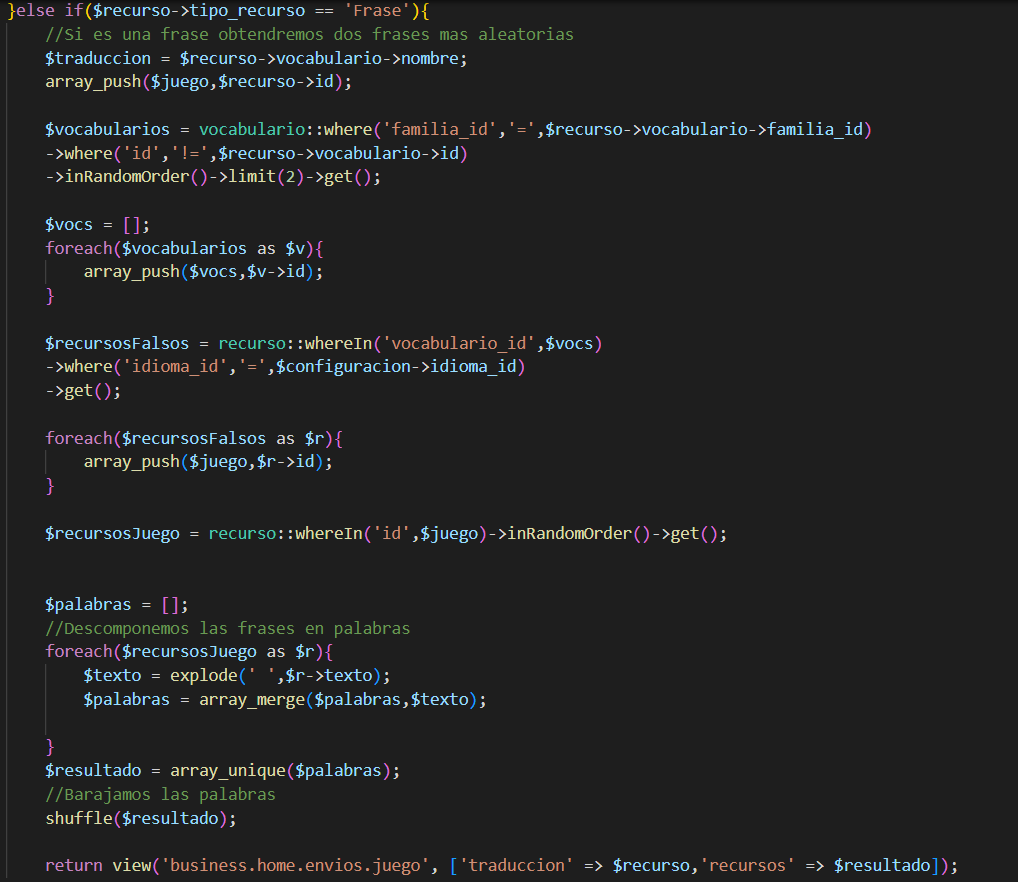 }else if($recurso->tipo_recurso == 'Frase'){
//Si es una frase obtendremos dos frases mas aleatorias
$traduccion = $recurso->vocabulario->nombre;
array_push($juego,$recurso->id);
$vocabularios = vocabulario::where('familia_id','=',$recurso->vocabulario->familia_id)
->where('id','!=',$recurso->vocabulario->id)
->inRandomOrder()->limit(2)->get();
$vocs = [];
foreach($vocabularios as $v){
array_push($vocs,$v->id);
}
$recursosFalsos = recurso::whereIn('vocabulario_id',$vocs)
->where('idioma_id','=',$configuracion->idioma_id)
->get();
foreach($recursosFalsos as $r){
array_push($juego,$r->id);
}
$recursosJuego = recurso::whereIn('id',$juego)->inRandomOrder()->get();
$palabras = [];
//Descomponemos las frases en palabras
foreach($recursosJuego as $r){
$texto = explode(' ',$r->texto);
$palabras = array_merge($palabras,$texto);
}
$resultado = array_unique($palabras);
//Barajamos las palabras
shuffle($resultado);
return view('business.home.envios.juego', ['traduccion' => $recurso,'recursos' => $resultado]);